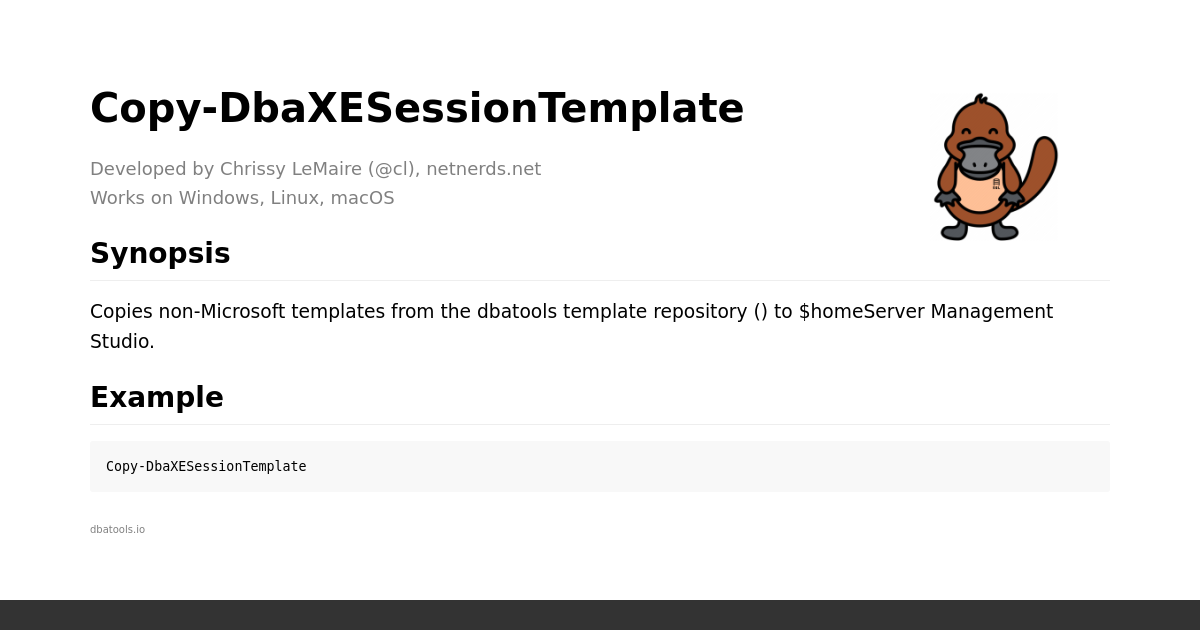 Copy-DbaXESessionTemplate
Developed by Chrissy LeMaire (@cl), netnerds.net
Works on Windows, Linux, macOS
Synopsis
Copies non-Microsoft templates from the dbatools template repository () to $homeServer Management
Studio.
Example
Copy-DbaXESessionTemplate
dbatools.io